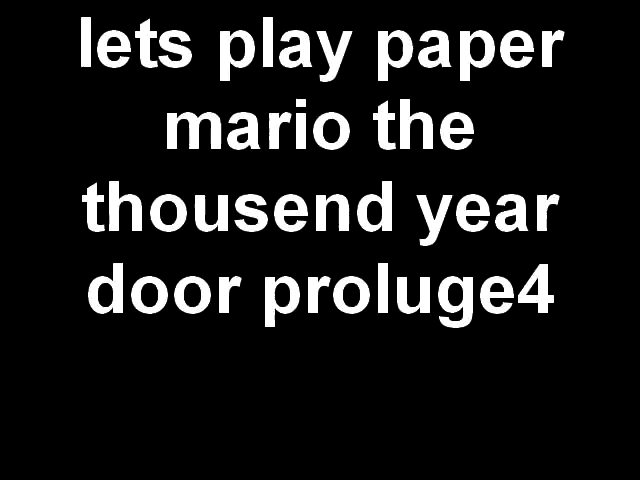 lets play paper
mario the
thousend year
door proluge4